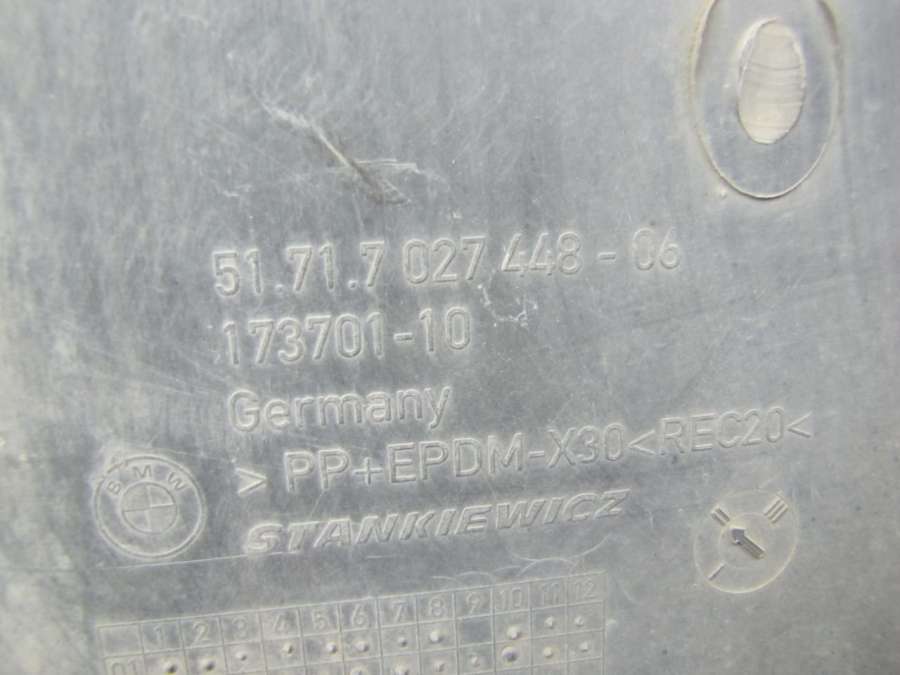 51.71.7 027 448 - 06
173701-10
Germany
> PP+EPDM-X30<REC20<
BMW
STANKIEWICZ
1 2 3 4 5 6 7 8 9 10 11 12
01